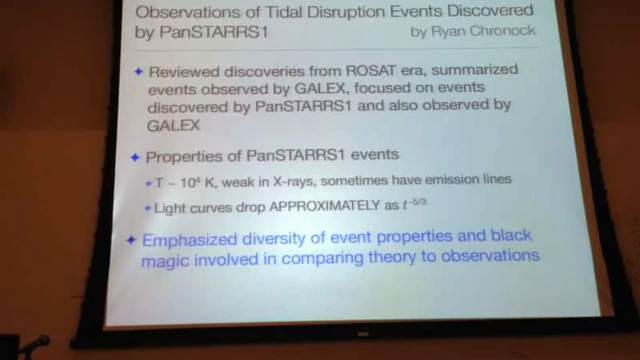 Observations of Tidal Disruption Events Discovered
by PanSTARRS1 by Ryan Chronock
Reviewed discoveries from ROSAT era, summarized
events observed by GALEX, focused on events
discovered by PanSTARRS1 and also observed by
GALEX
Properties of PanSTARRS1 events
T ~ 10⁴ K, weak in X-rays, sometimes have emission lines
Light curves drop APPROXIMATELY as t⁻⁵/³
Emphasized diversity of event properties and black
magic involved in comparing theory to observations